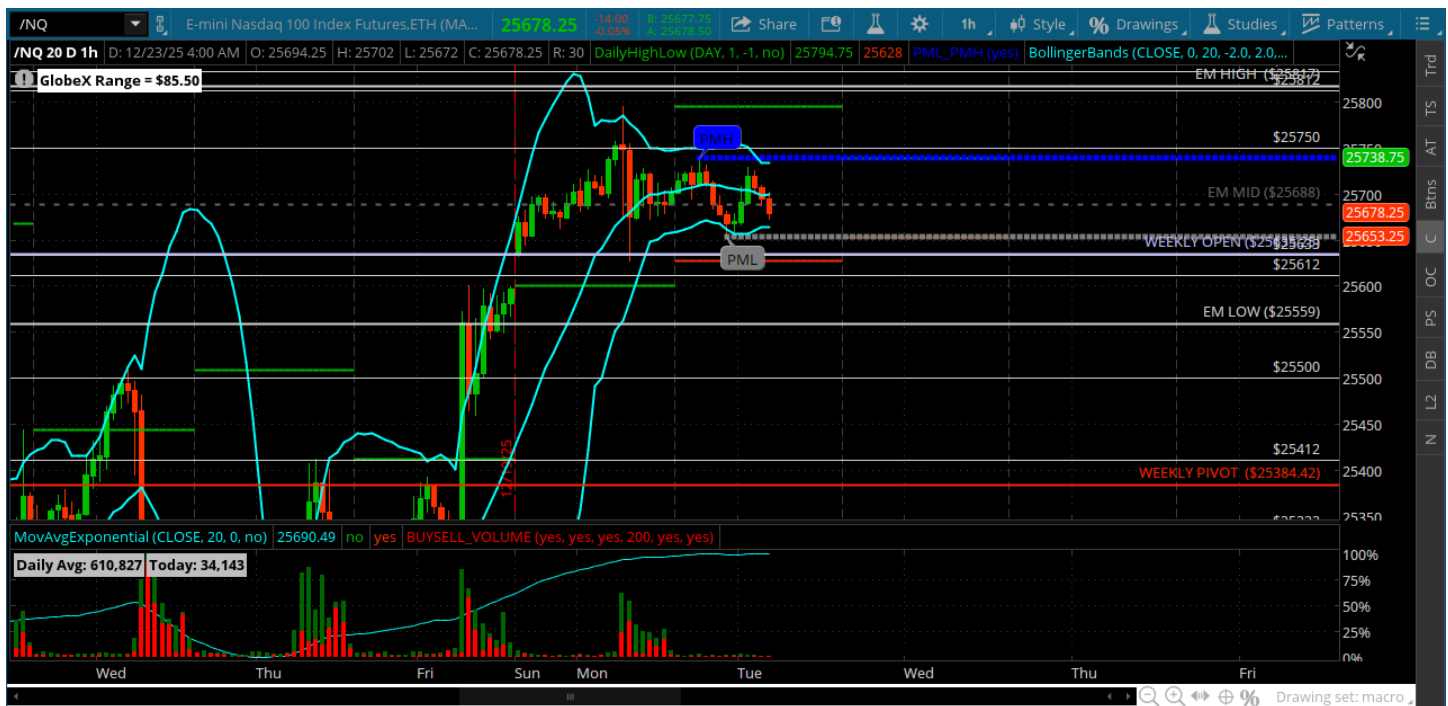 /NQ E-mini Nasdaq 100 Index Futures,ETH (MA... 25678.25 -14.00 -0.05% B: 25677.75 A: 25678.50 Share 1h Style Drawings Studies Patterns
/NQ 20 D 1h D: 12/23/25 4:00 AM O: 25694.25 H: 25702 L: 25672 C: 25678.25 R: 30 DailyHighLow (DAY, 1, -1, no) 25794.75 25628 PML_PMH (yes) BollingerBands (CLOSE, 0, 20, -2.0, 2.0,...
GlobeX Range = $85.50
EM HIGH ($25817)
$25812
25800
$25750
PMH
25738.75
EM MID ($25688)
25700
25678.25
25653.25
WEEKLY OPEN
PML
$25612
25600
EM LOW ($25559)
25550
$25500
25500
25450
$25412
25400
WEEKLY PIVOT ($25384.42)
25350
MovAvgExponential (CLOSE, 20, 0, no) 25690.49 no yes BUYSELL_VOLUME (yes, yes, yes, 200, yes, yes)
Daily Avg: 610,827 Today: 34,143
100%
75%
50%
25%
0%
Wed Thu Fri Sun Mon Tue Wed Thu Fri
Drawing set: macro
Trd
TS
AT
Btns
C
OC
PS
DB
L2
N